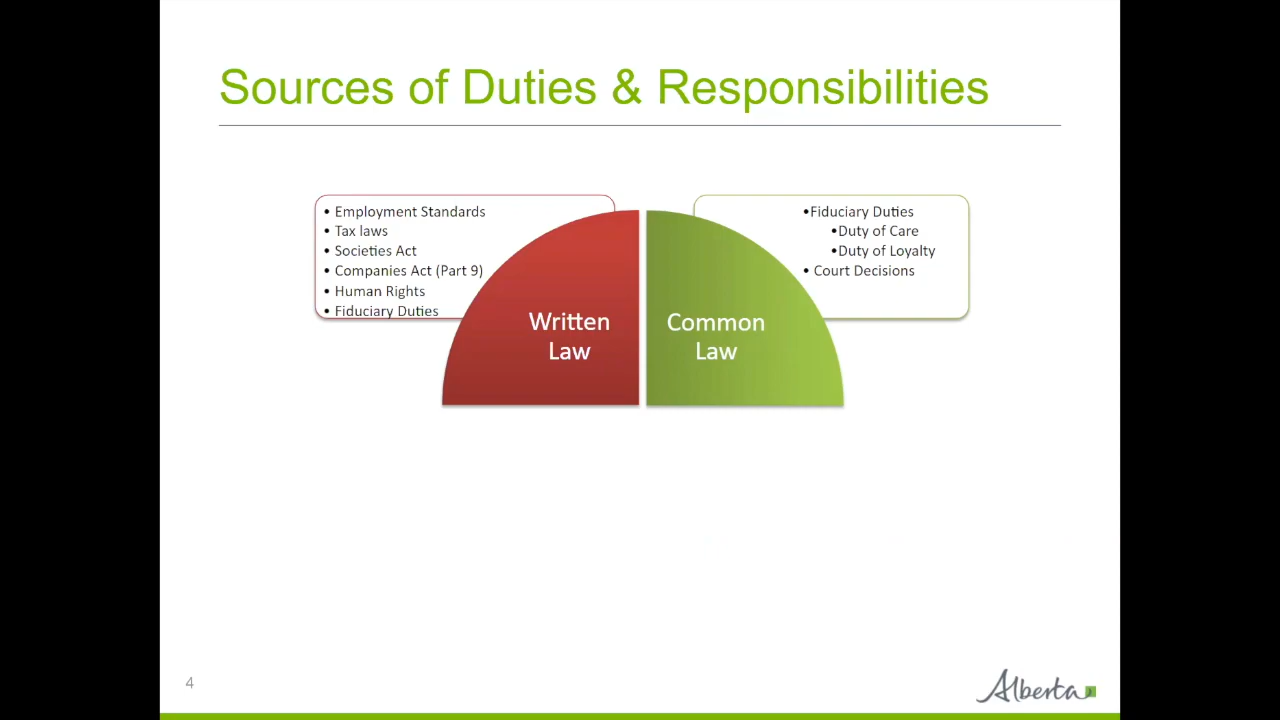 Sources of Duties & Responsibilities
• Employment Standards
• Tax laws
• Societies Act
• Companies Act (Part 9)
• Human Rights
• Fiduciary Duties
•Fiduciary Duties
•Duty of Care
•Duty of Loyalty
• Court Decisions
Written
Law
Common
Law
4
Alberta